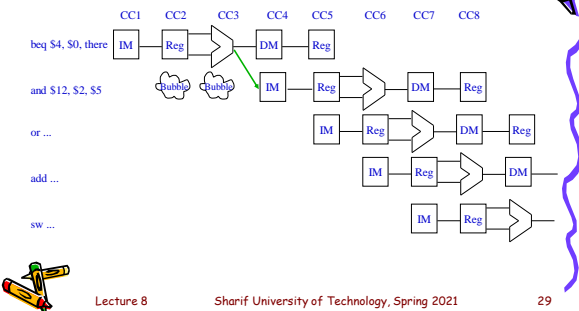 CC1 CC2 CC3 CC4 CC5 CC6 CC7 CC8
beq $4, $0, there IM Reg DM Reg
and $12, $2, $5 Bubble Bubble IM Reg DM Reg
or ... IM Reg DM Reg
add ... IM Reg DM
sw ... IM Reg
Lecture 8 Sharif University of Technology, Spring 2021 29